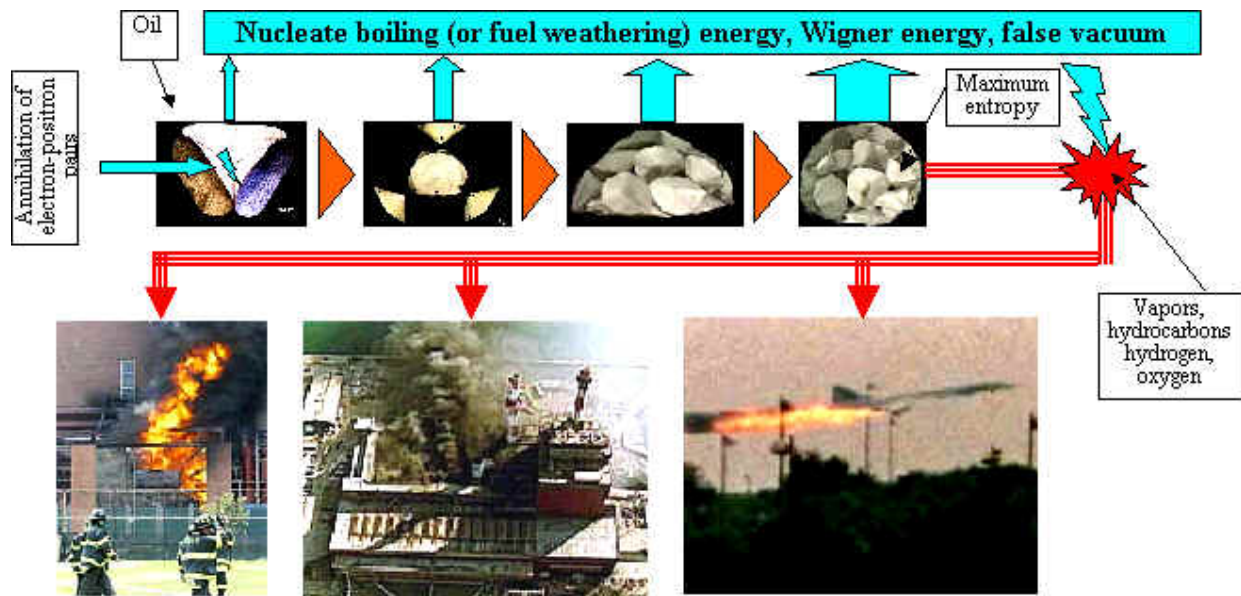 Oil
Nucleate boiling (or fuel weathering) energy, Wigner energy, false vacuum
Annihilation of
electron-positron
pairs
Maximum
entropy
Vapors,
hydrocarbons
hydrogen,
oxygen